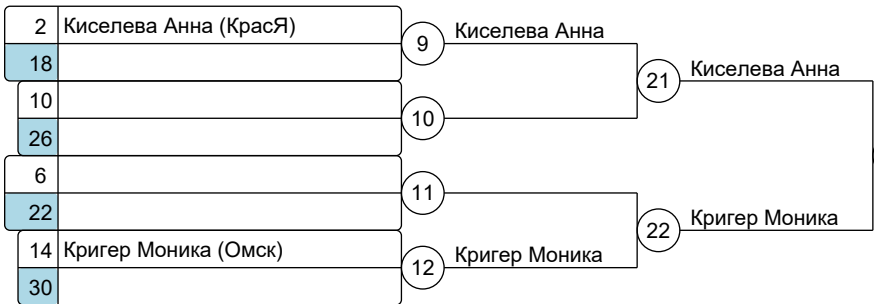 2 Киселева Анна (КрасЯ)
18
10
26
6
22
14 Кригер Моника (Омск)
30
9 Киселева Анна
10
11
12 Кригер Моника
21 Киселева Анна
22 Кригер Моника